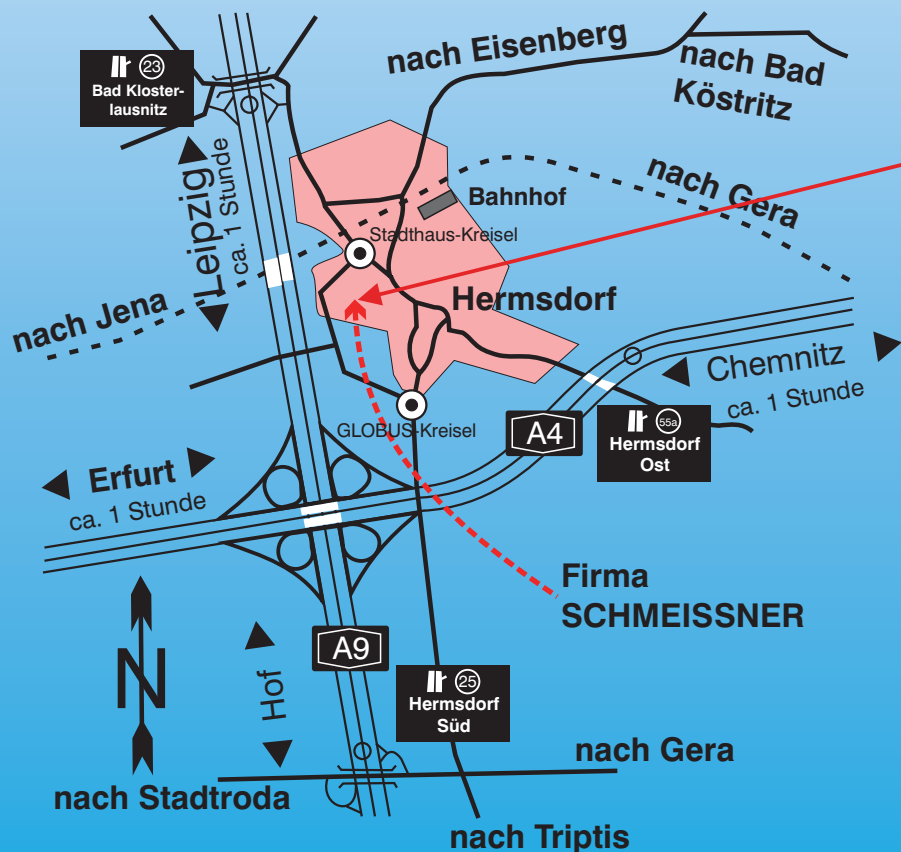 nach Eisenberg
nach Bad
Köstritz
23
Bad Kloster-
lausnitz
Leipzig
ca. 1 Stunde
nach Gera
Bahnhof
Stadthaus-Kreisel
Hermsdorf
nach Jena
Chemnitz
ca. 1 Stunde
GLOBUS-Kreisel
A4
55a
Hermsdorf
Ost
Erfurt
ca. 1 Stunde
Firma
SCHMEISSNER
N
A9
Hof
25
Hermsdorf
Süd
nach Gera
nach Stadtroda
nach Triptis